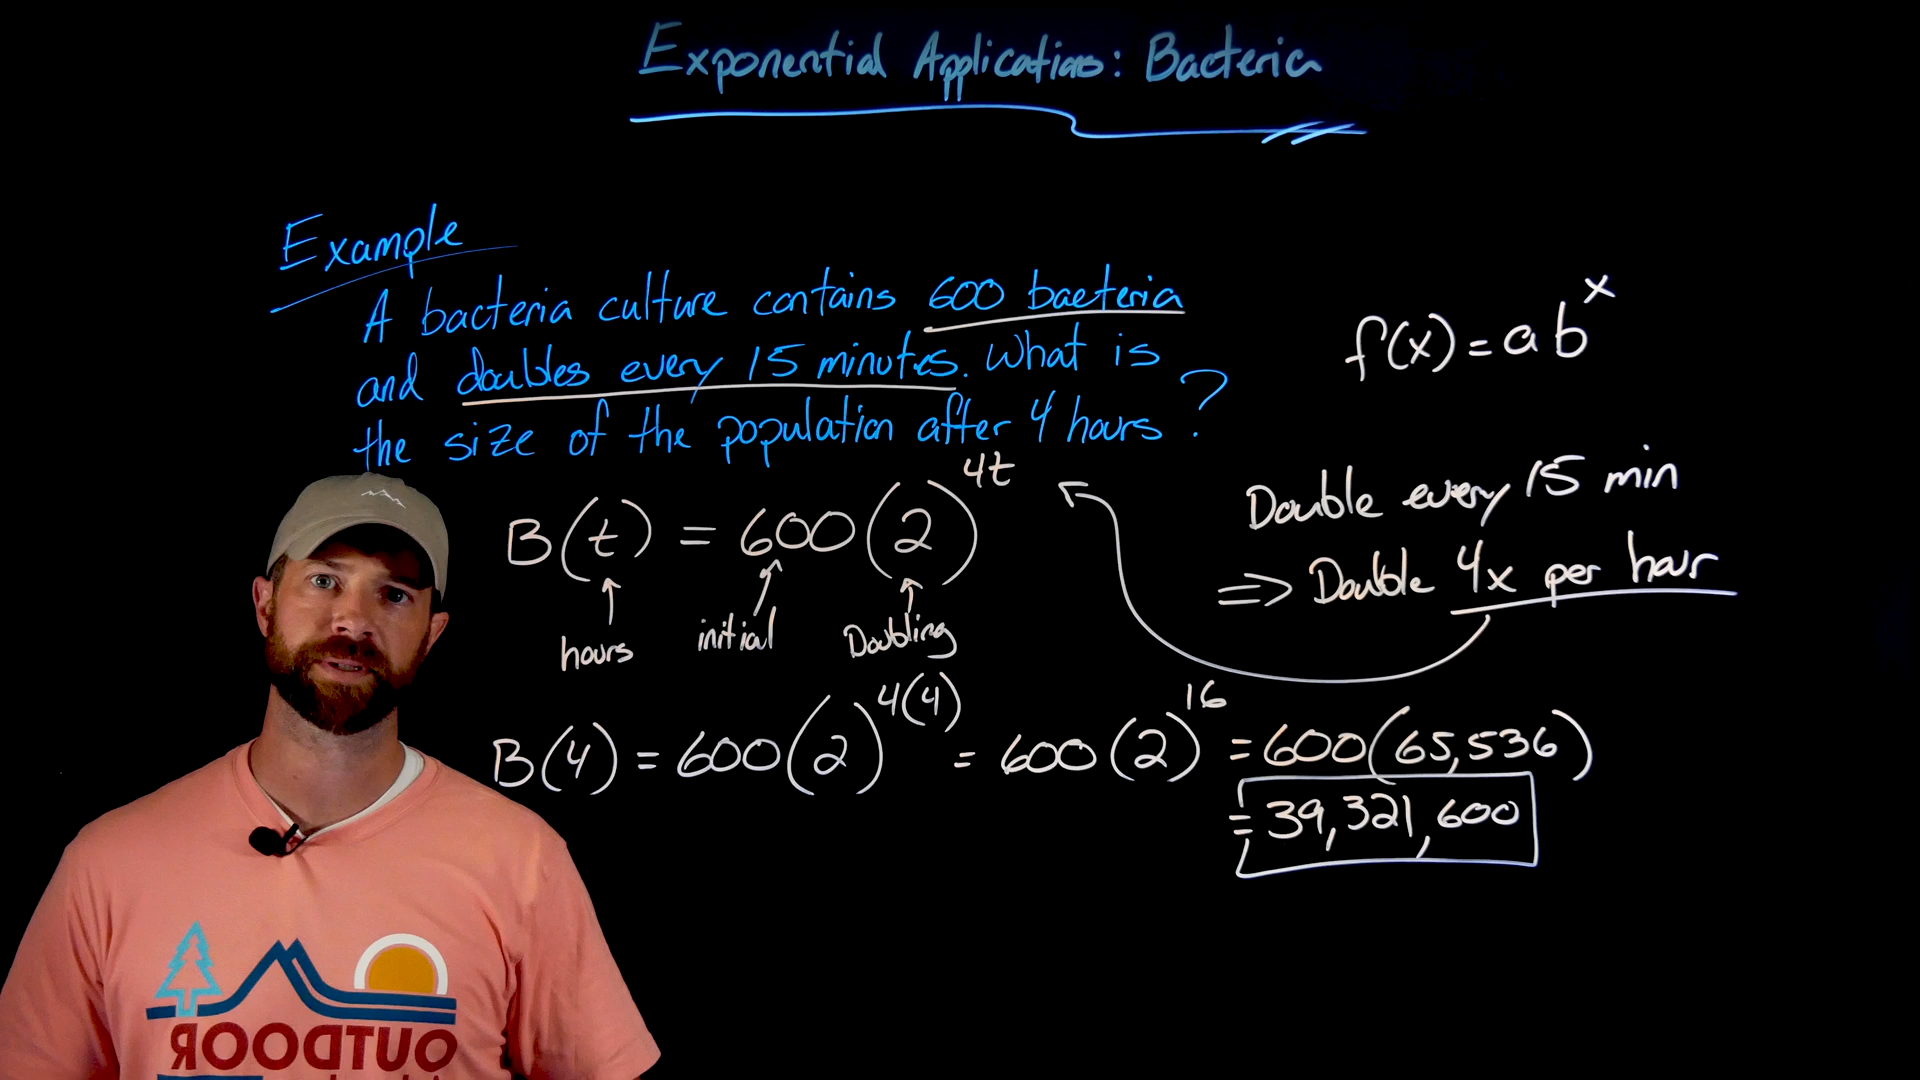 Exponential Applications: Bacteria
Example
A bacteria culture contains 600 bacteria
and doubles every 15 minutes. What is
the size of the population after 4 hours ?
f(x) = ab^x
B(t) = 600(2)^4t
hours
initial
Doubling
Double every 15 min
⇒ Double 4x per hour
B(4) = 600(2)^4(4) = 600(2)^16 = 600(65,536)
= 39,321,600
OUTDOOR